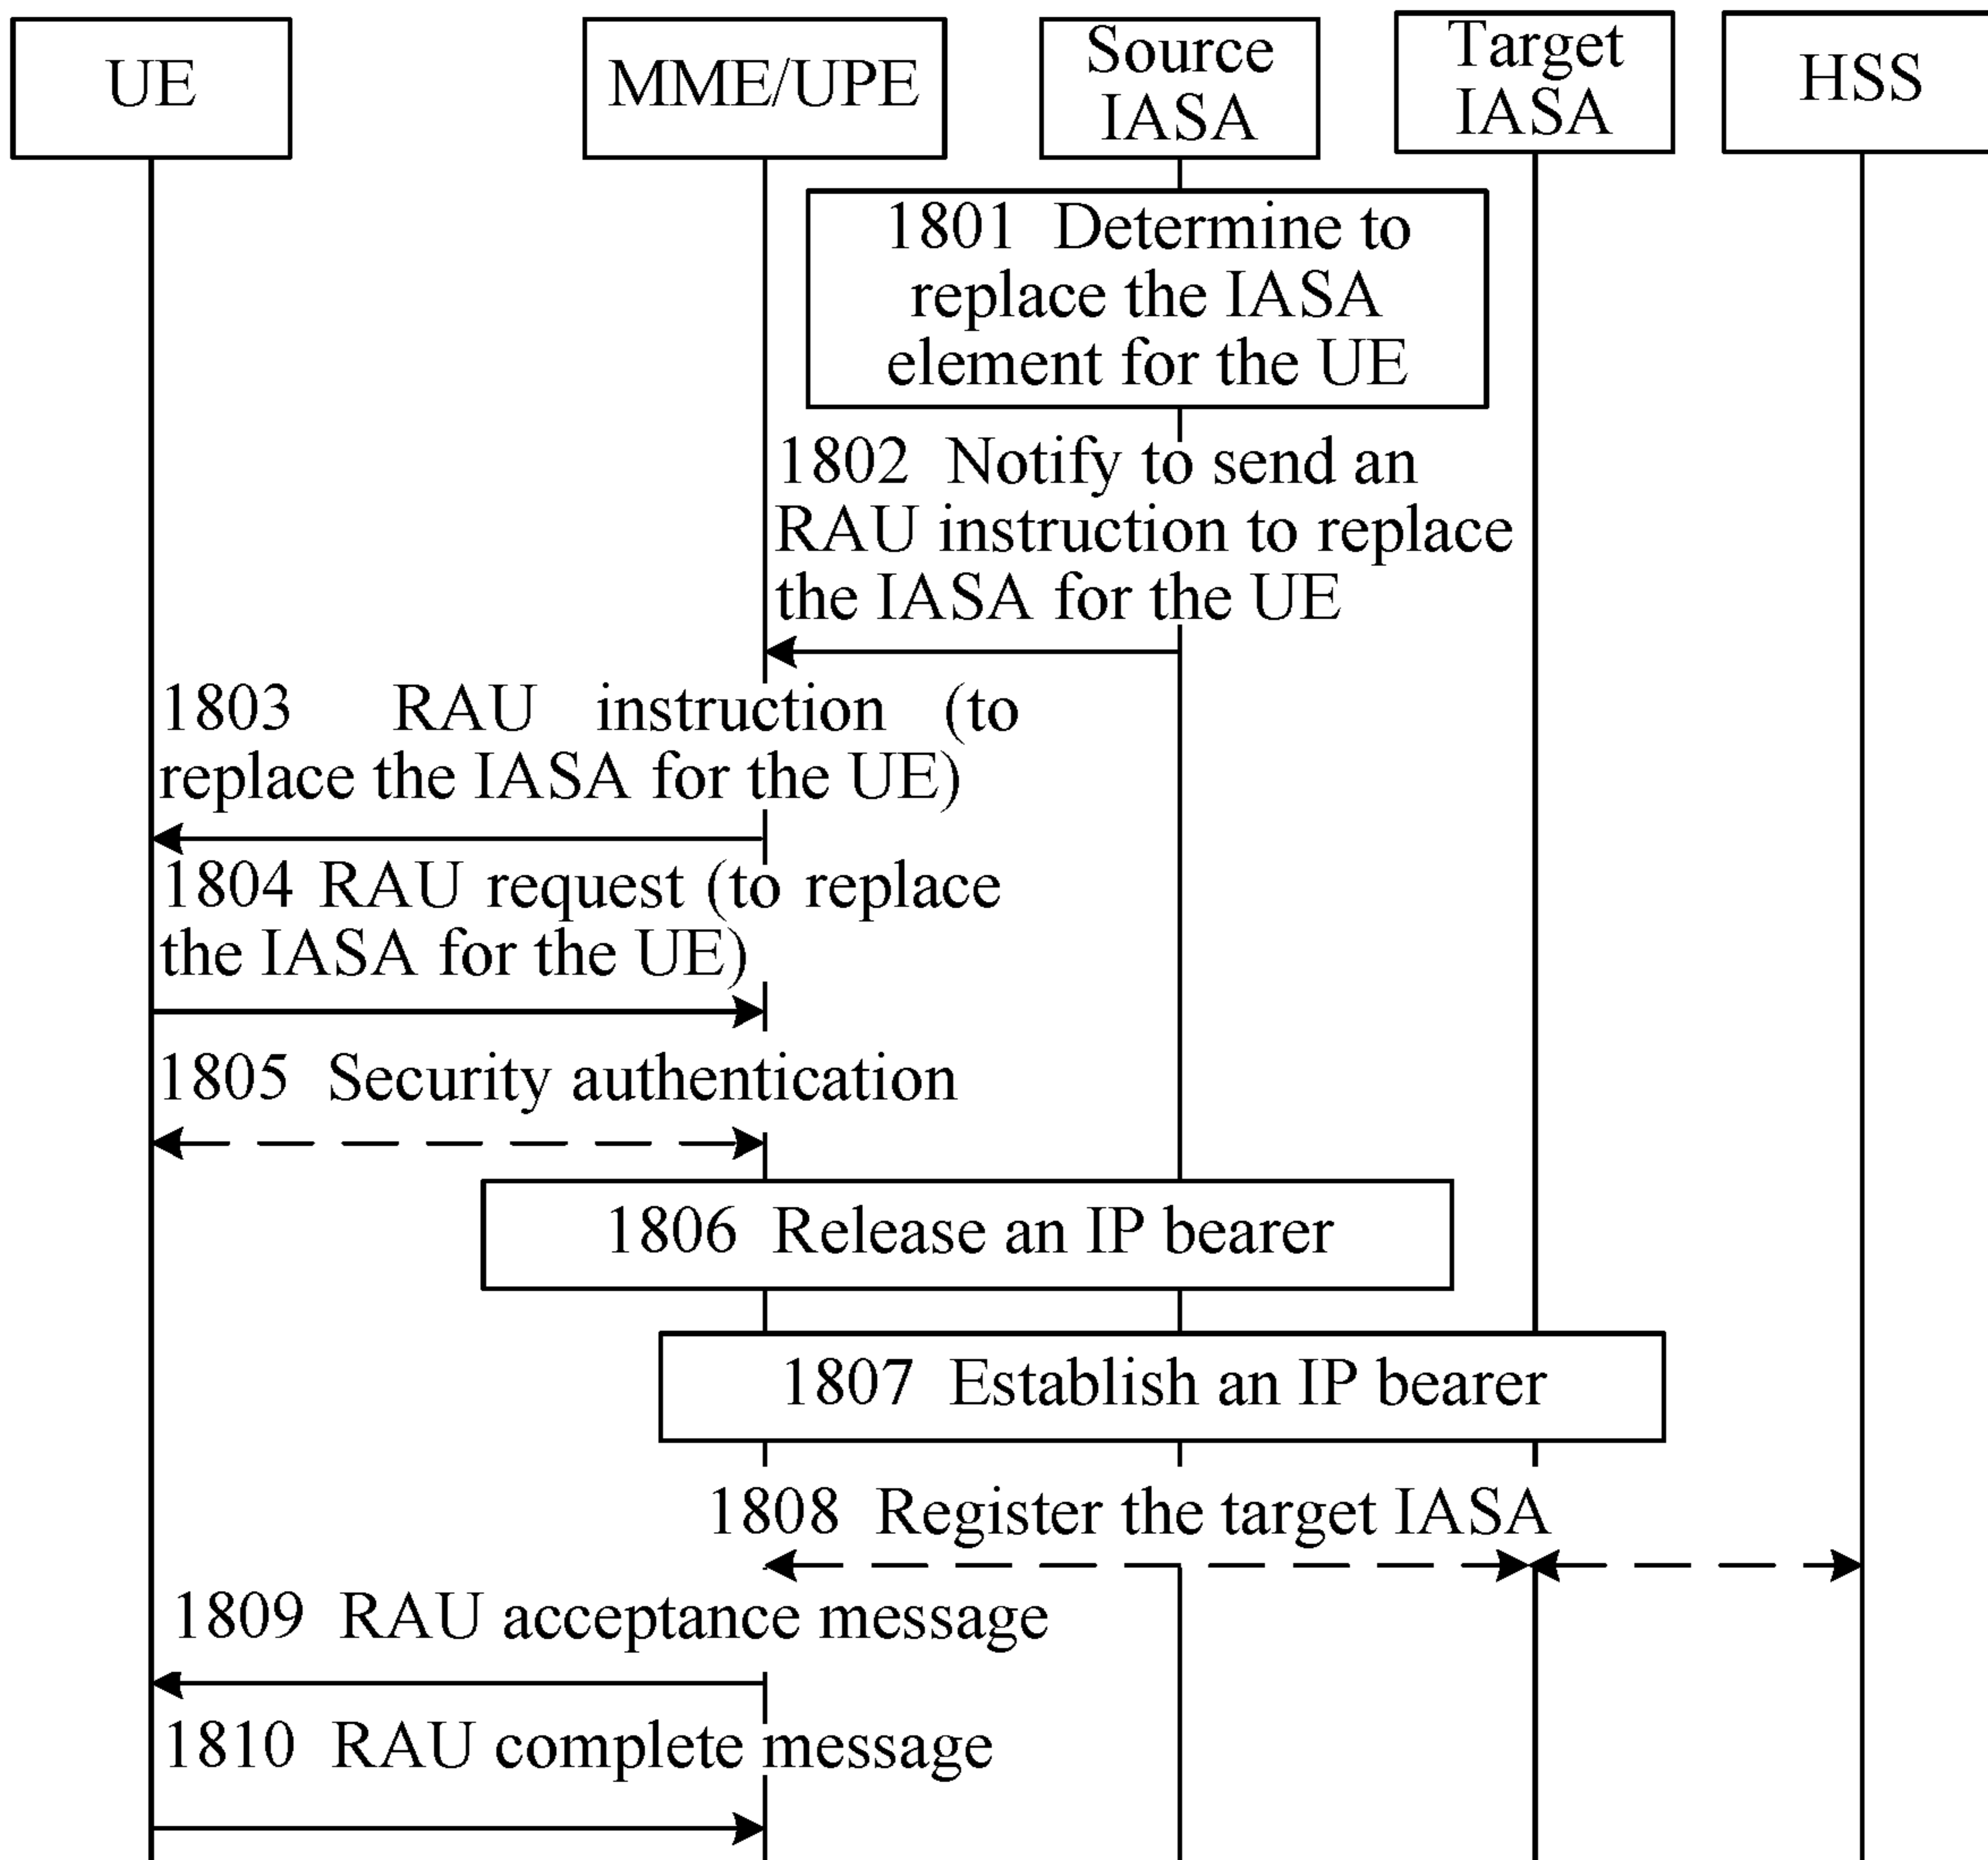 UE
MME/UPE
Source
IASA
Target
IASA
HSS
1801 Determine to
replace the IASA
element for the UE
1802 Notify to send an
RAU instruction to replace
the IASA for the UE
1803 RAU instruction (to
replace the IASA for the UE)
1804 RAU request (to replace
the IASA for the UE)
1805 Security authentication
1806 Release an IP bearer
1807 Establish an IP bearer
1808 Register the target IASA
1809 RAU acceptance message
1810 RAU complete message